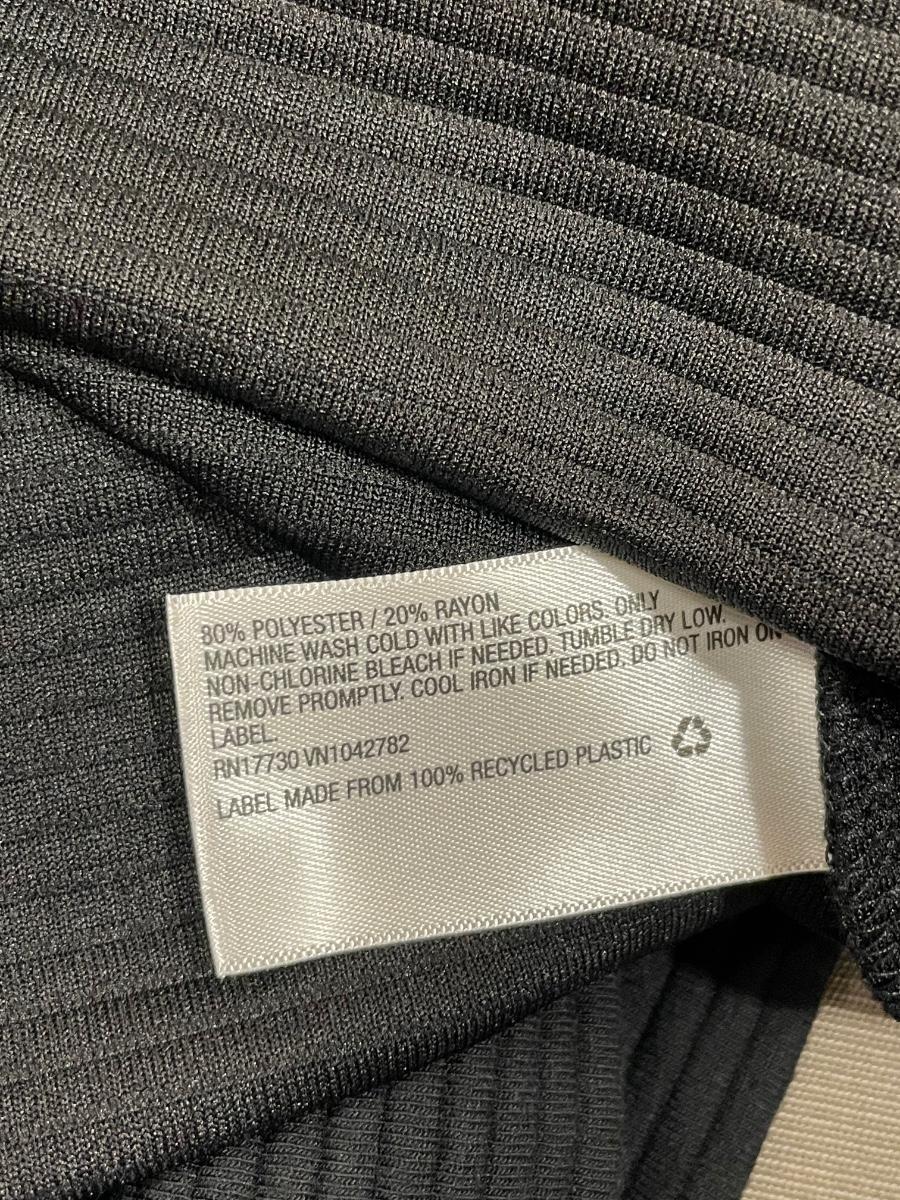 80% POLYESTER / 20% RAYON
MACHINE WASH COLD WITH LIKE COLORS. ONLY
NON-CHLORINE BLEACH IF NEEDED. TUMBLE DRY LOW.
REMOVE PROMPTLY. COOL IRON IF NEEDED. DO NOT IRON ON
LABEL.
RN17730 VN1042782
LABEL MADE FROM 100% RECYCLED PLASTIC